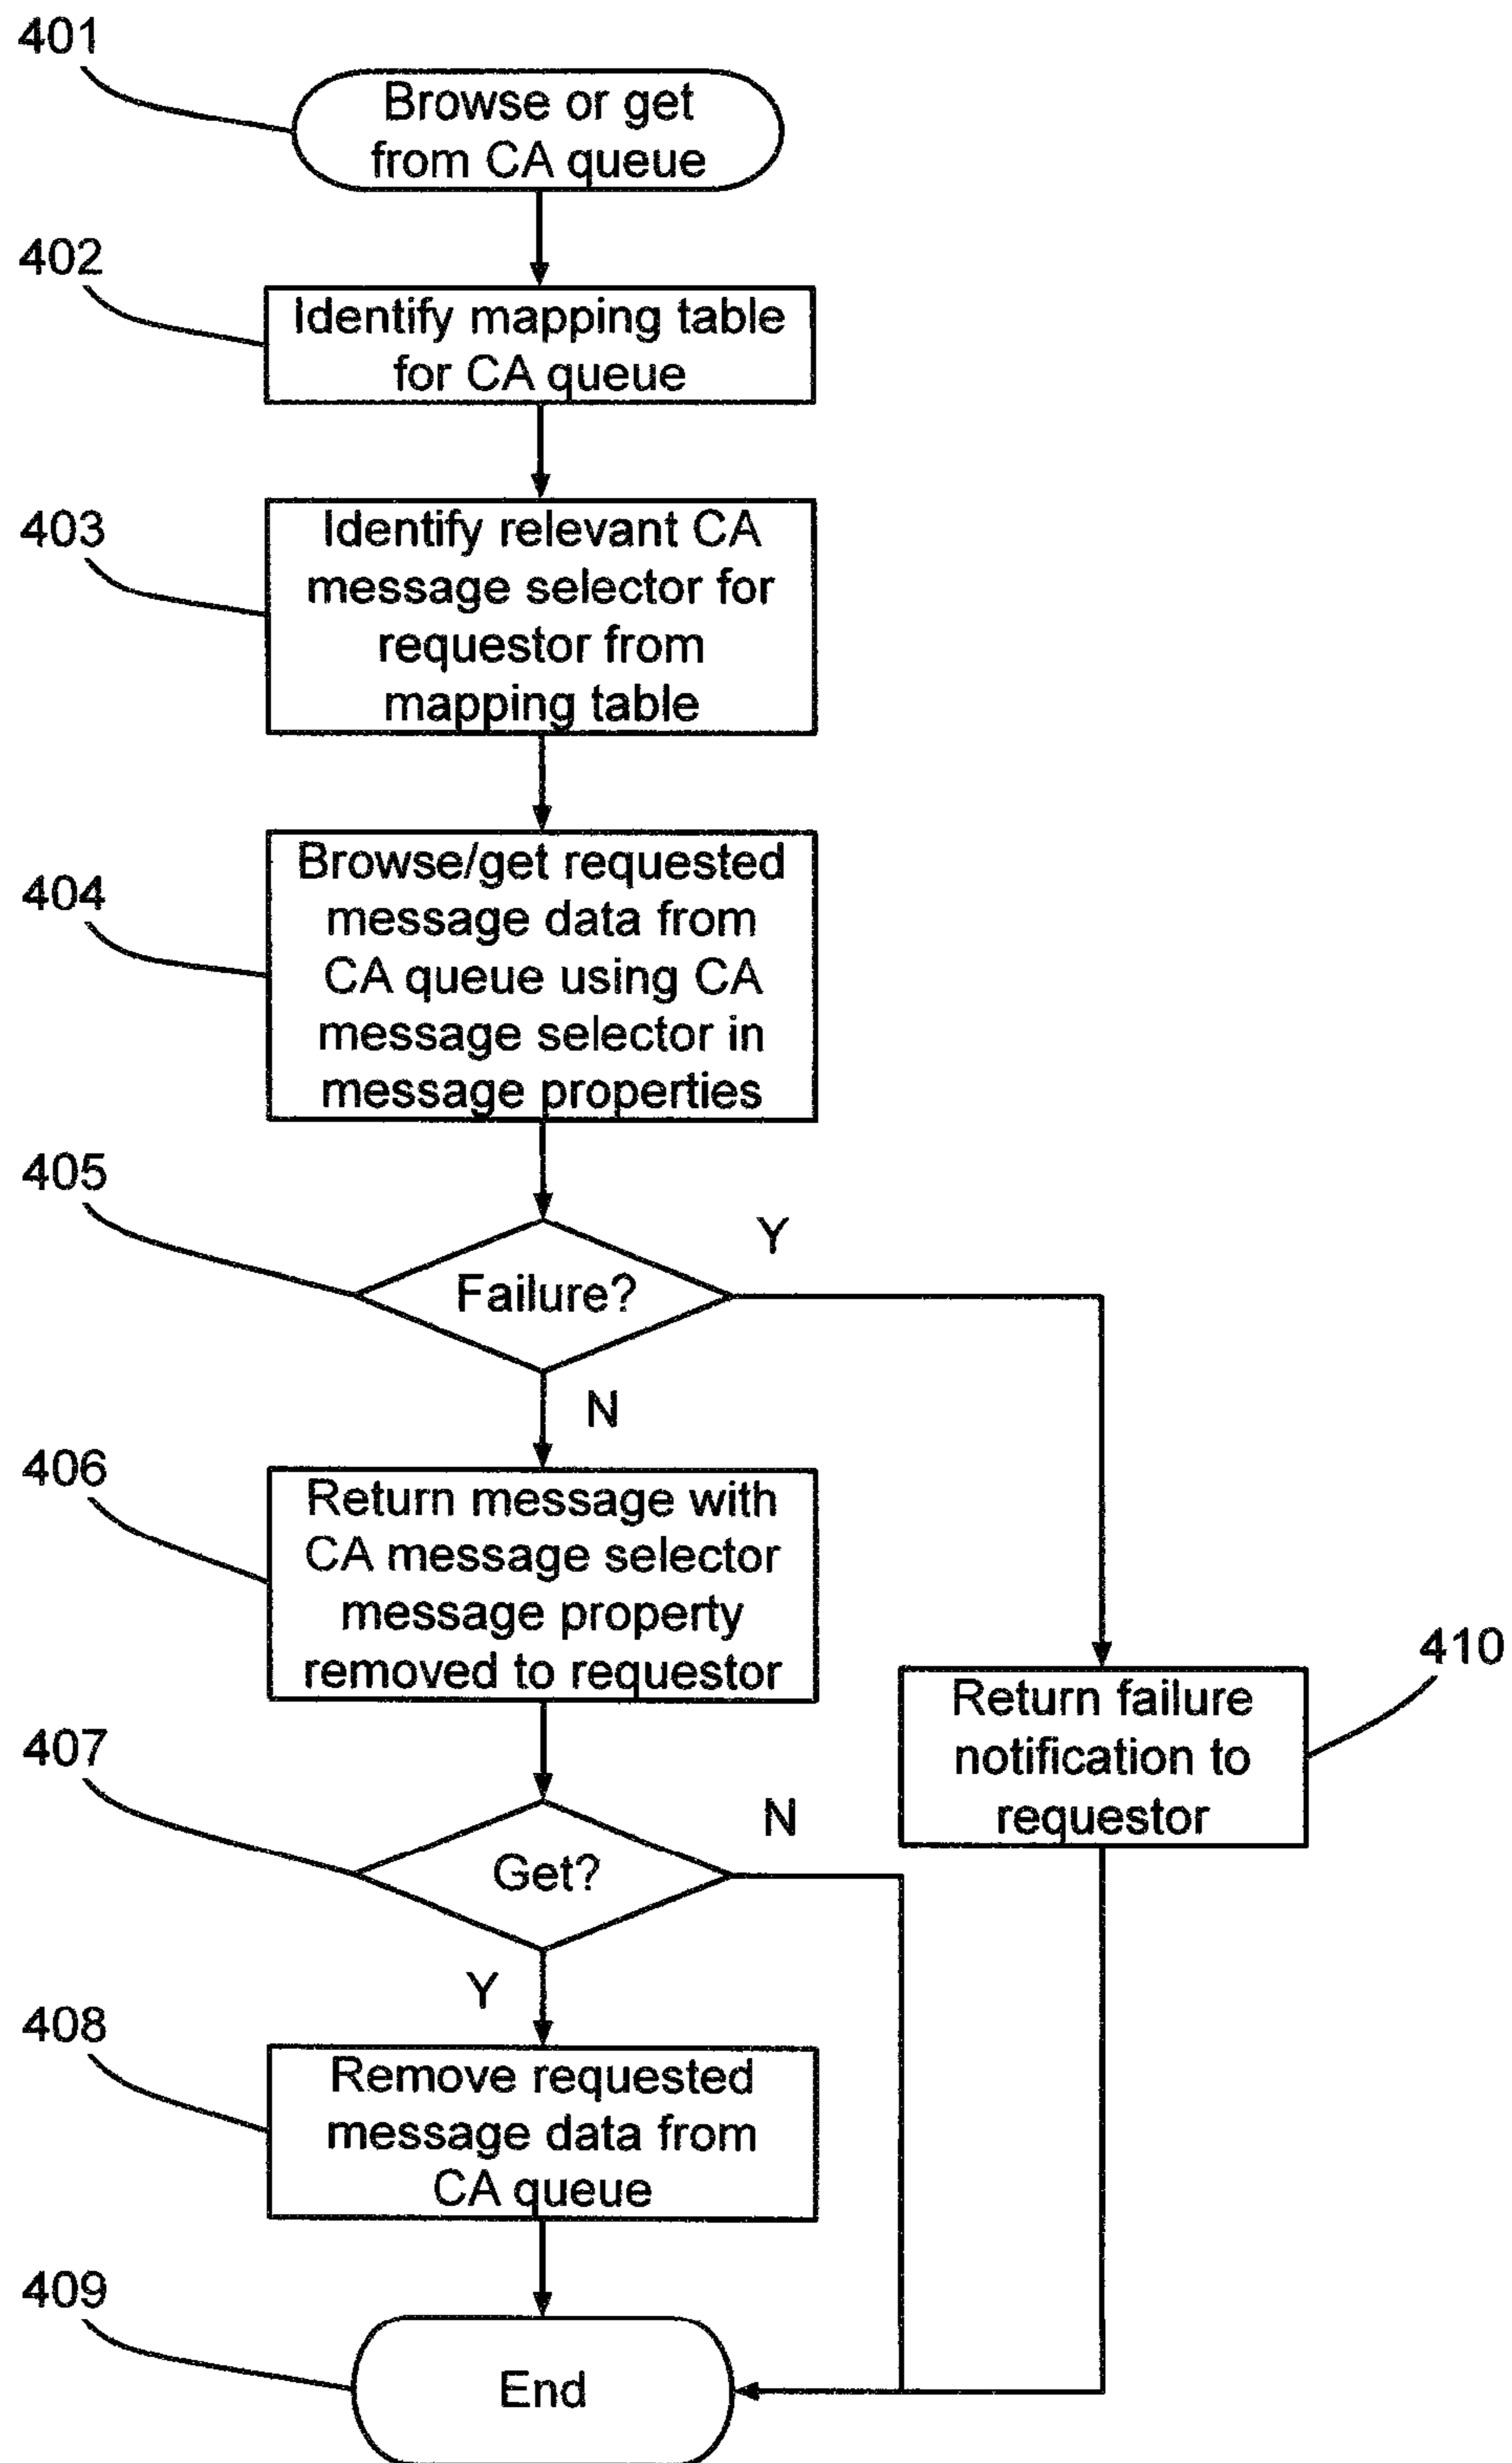 401
Browse or get
from CA queue
402
Identify mapping table
for CA queue
403
Identify relevant CA
message selector for
requestor from
mapping table
404
Browse/get requested
message data from
CA queue using CA
message selector in
message properties
405
Failure?
Y
N
406
Return message with
CA message selector
message property
removed to requestor
410
Return failure
notification to
requestor
407
Get?
N
Y
408
Remove requested
message data from
CA queue
409
End